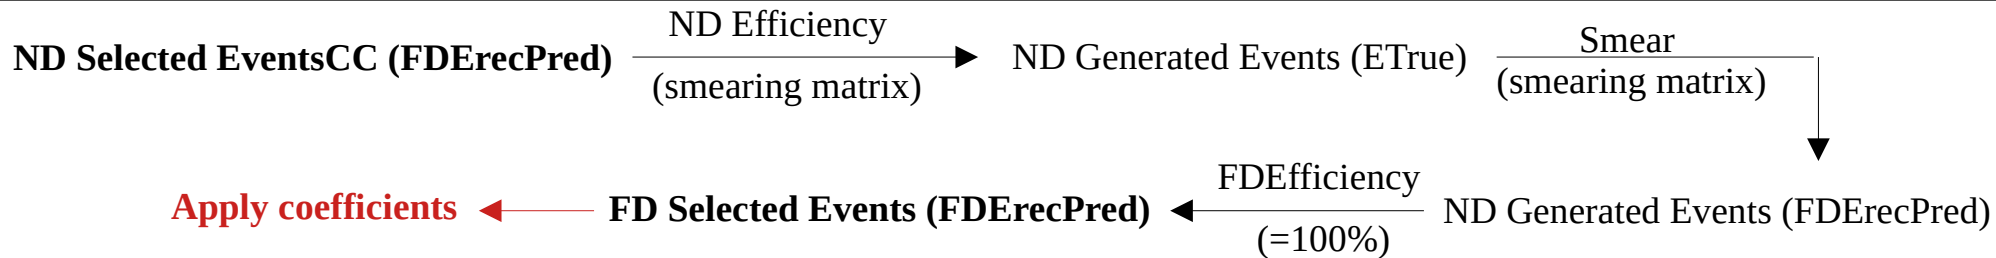 ND Selected EventsCC (FDErecPred)
ND Efficiency
(smearing matrix)
ND Generated Events (ETrue)
Smear
(smearing matrix)
ND Generated Events (FDErecPred)
FDEfficiency
(=100%)
FD Selected Events (FDErecPred)
Apply coefficients